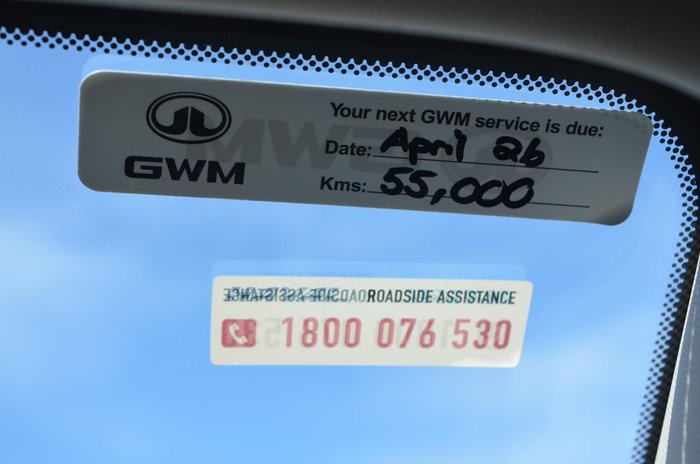 Your next GWM service is due:
Date: April 26
GWM
Kms: 55,000
ROADSIDE ASSISTANCE
1800 076 530